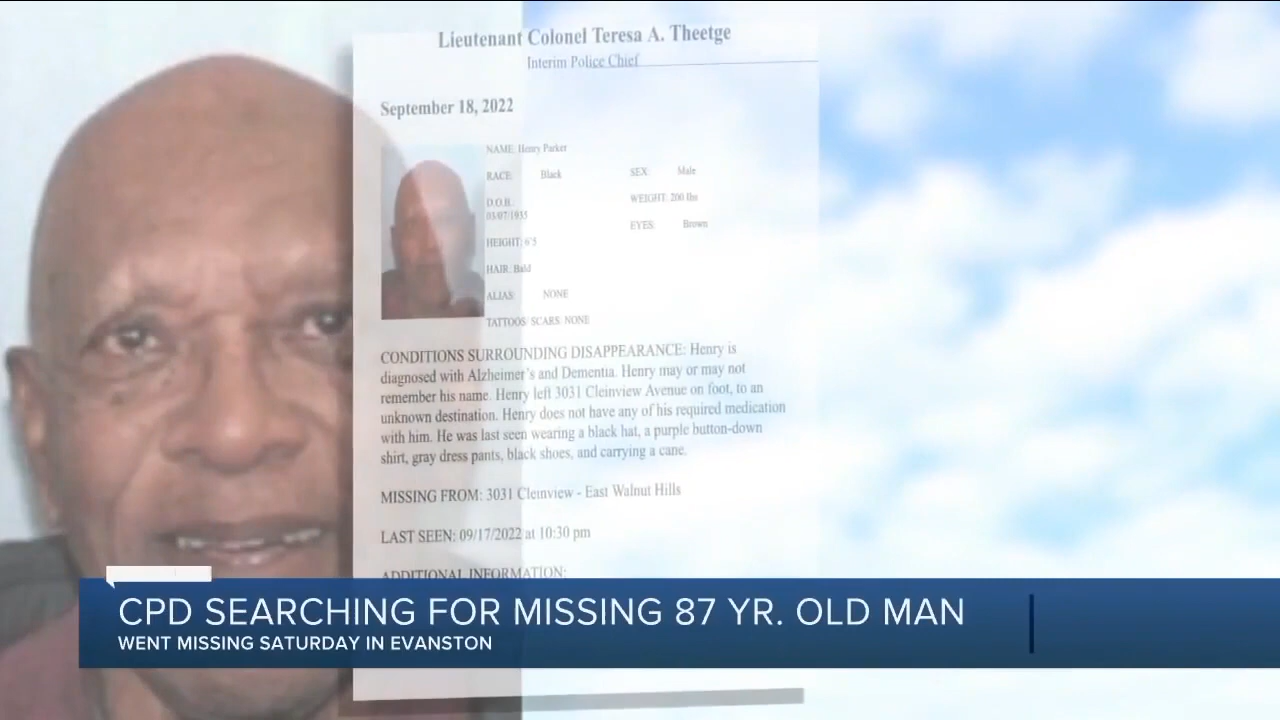 Lieutenant Colonel Teresa A. Theetge
Interim Police Chief
September 18, 2022
NAME: Henry Parker
RACE: Black
SEX: Male
D.O.B.
03/07/1935
WEIGHT: 200 lbs
EYES: Brown
HEIGHT: 6'5
HAIR: Bald
ALIAS: NONE
TATTOOS/ SCARS: NONE
CONDITIONS SURROUNDING DISAPPEARANCE: Henry is
diagnosed with Alzheimer's and Dementia. Henry may or may not
remember his name. Henry left 3031 Cleinview Avenue on foot, to an
unknown destination. Henry does not have any of his required medication
with him. He was last seen wearing a black hat, a purple button-down
shirt, gray dress pants, black shoes, and carrying a cane.
MISSING FROM: 3031 Cleinview - East Walnut Hills
LAST SEEN: 09/17/2022 at 10:30 pm
ADDITIONAL INFORMATION:
CPD SEARCHING FOR MISSING 87 YR. OLD MAN
WENT MISSING SATURDAY IN EVANSTON